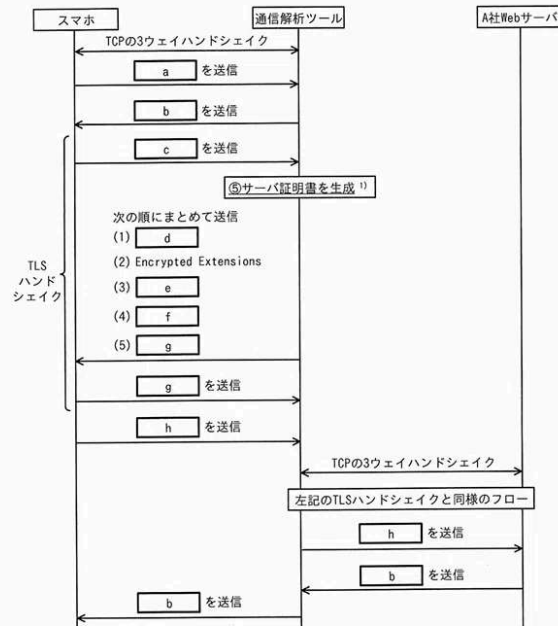 スマホ
通信解析ツール
A社Webサーバ
TCPの3ウェイハンドシェイク
a を送信
b を送信
c を送信
⑤サーバ証明書を生成 1)
次の順にまとめて送信
(1) d
(2) Encrypted Extensions
(3) e
(4) f
(5) g
TLS
ハンド
シェイク
g を送信
h を送信
TCPの3ウェイハンドシェイク
左記のTLSハンドシェイクと同様のフロー
h を送信
b を送信
b を送信